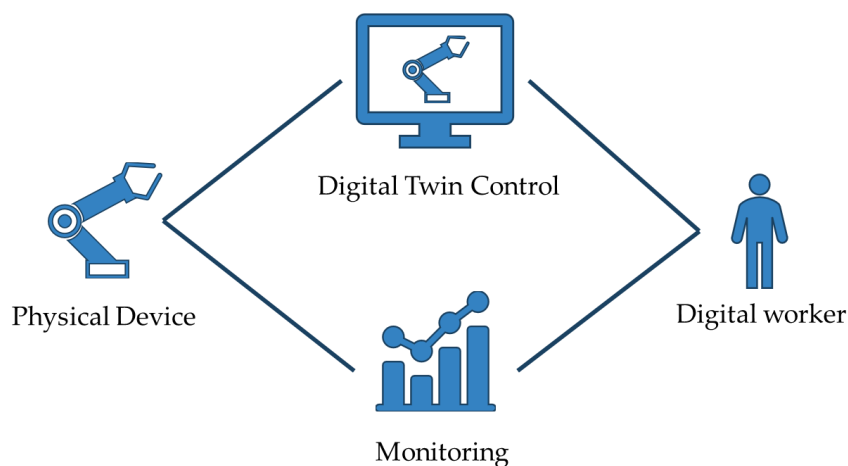 Digital Twin Control
Physical Device
Digital worker
Monitoring